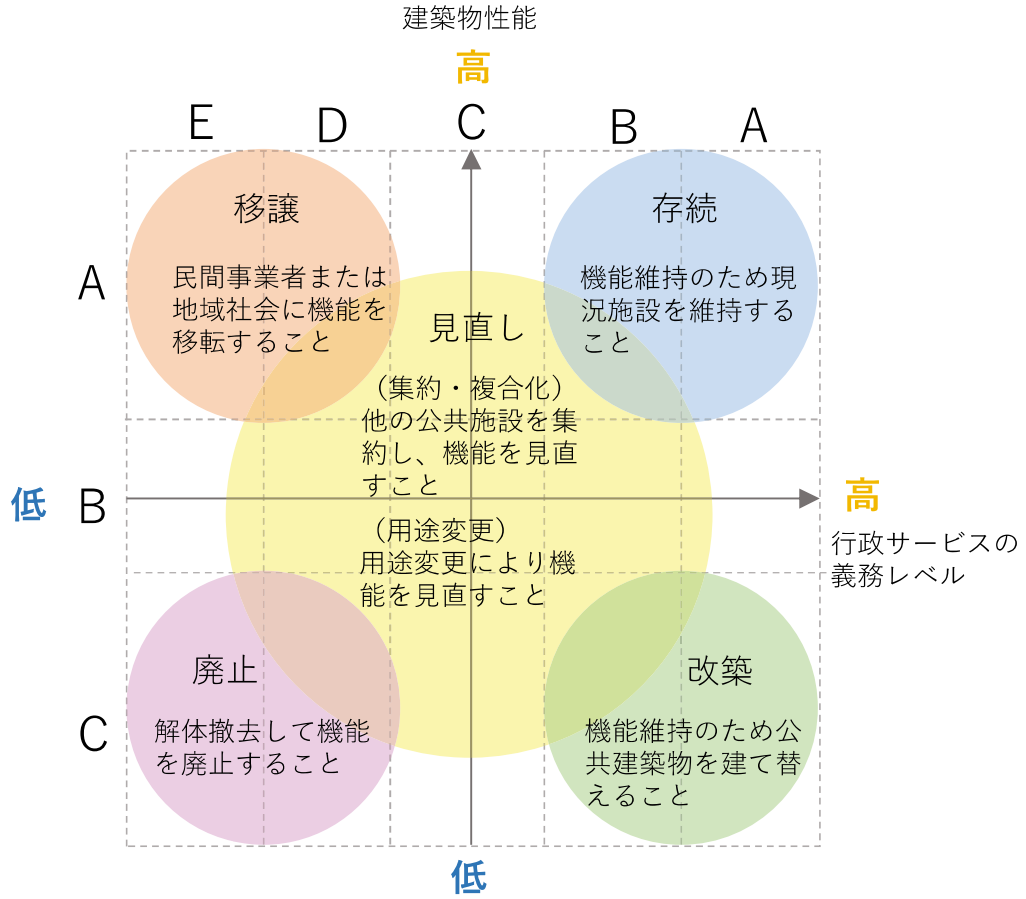 建築物性能
高
E D C B A
移譲
民間事業者または
地域社会に機能を
移転すること
存続
機能維持のため現
況施設を維持する
こと
A
見直し
（集約・複合化）
他の公共施設を集
約し、機能を見直
すこと
低
B
高
（用途変更）
用途変更により機
能を見直すこと
行政サービスの
義務レベル
廃止
解体撤去して機能
を廃止すること
C
改築
機能維持のため公
共建築物を建て替
えること
低